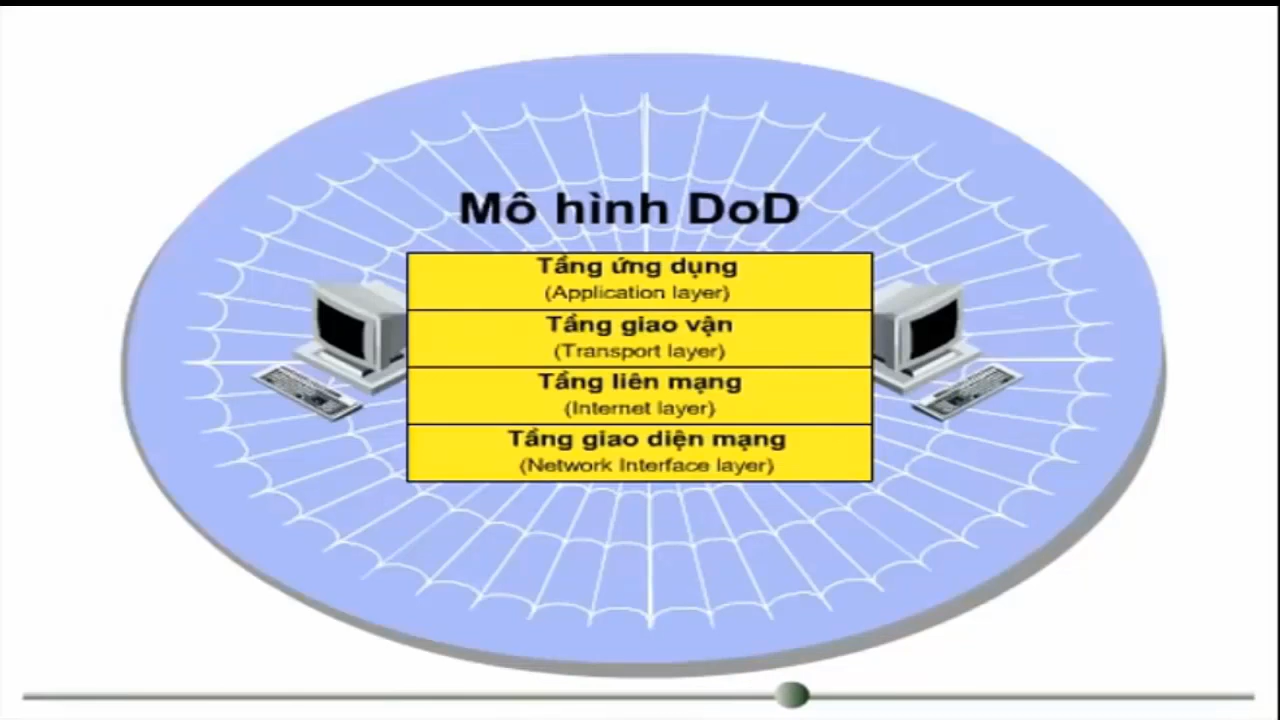 Mô hình DoD
Tầng ứng dụng
(Application layer)
Tầng giao vận
(Transport layer)
Tầng liên mạng
(Internet layer)
Tầng giao diện mạng
(Network Interface layer)